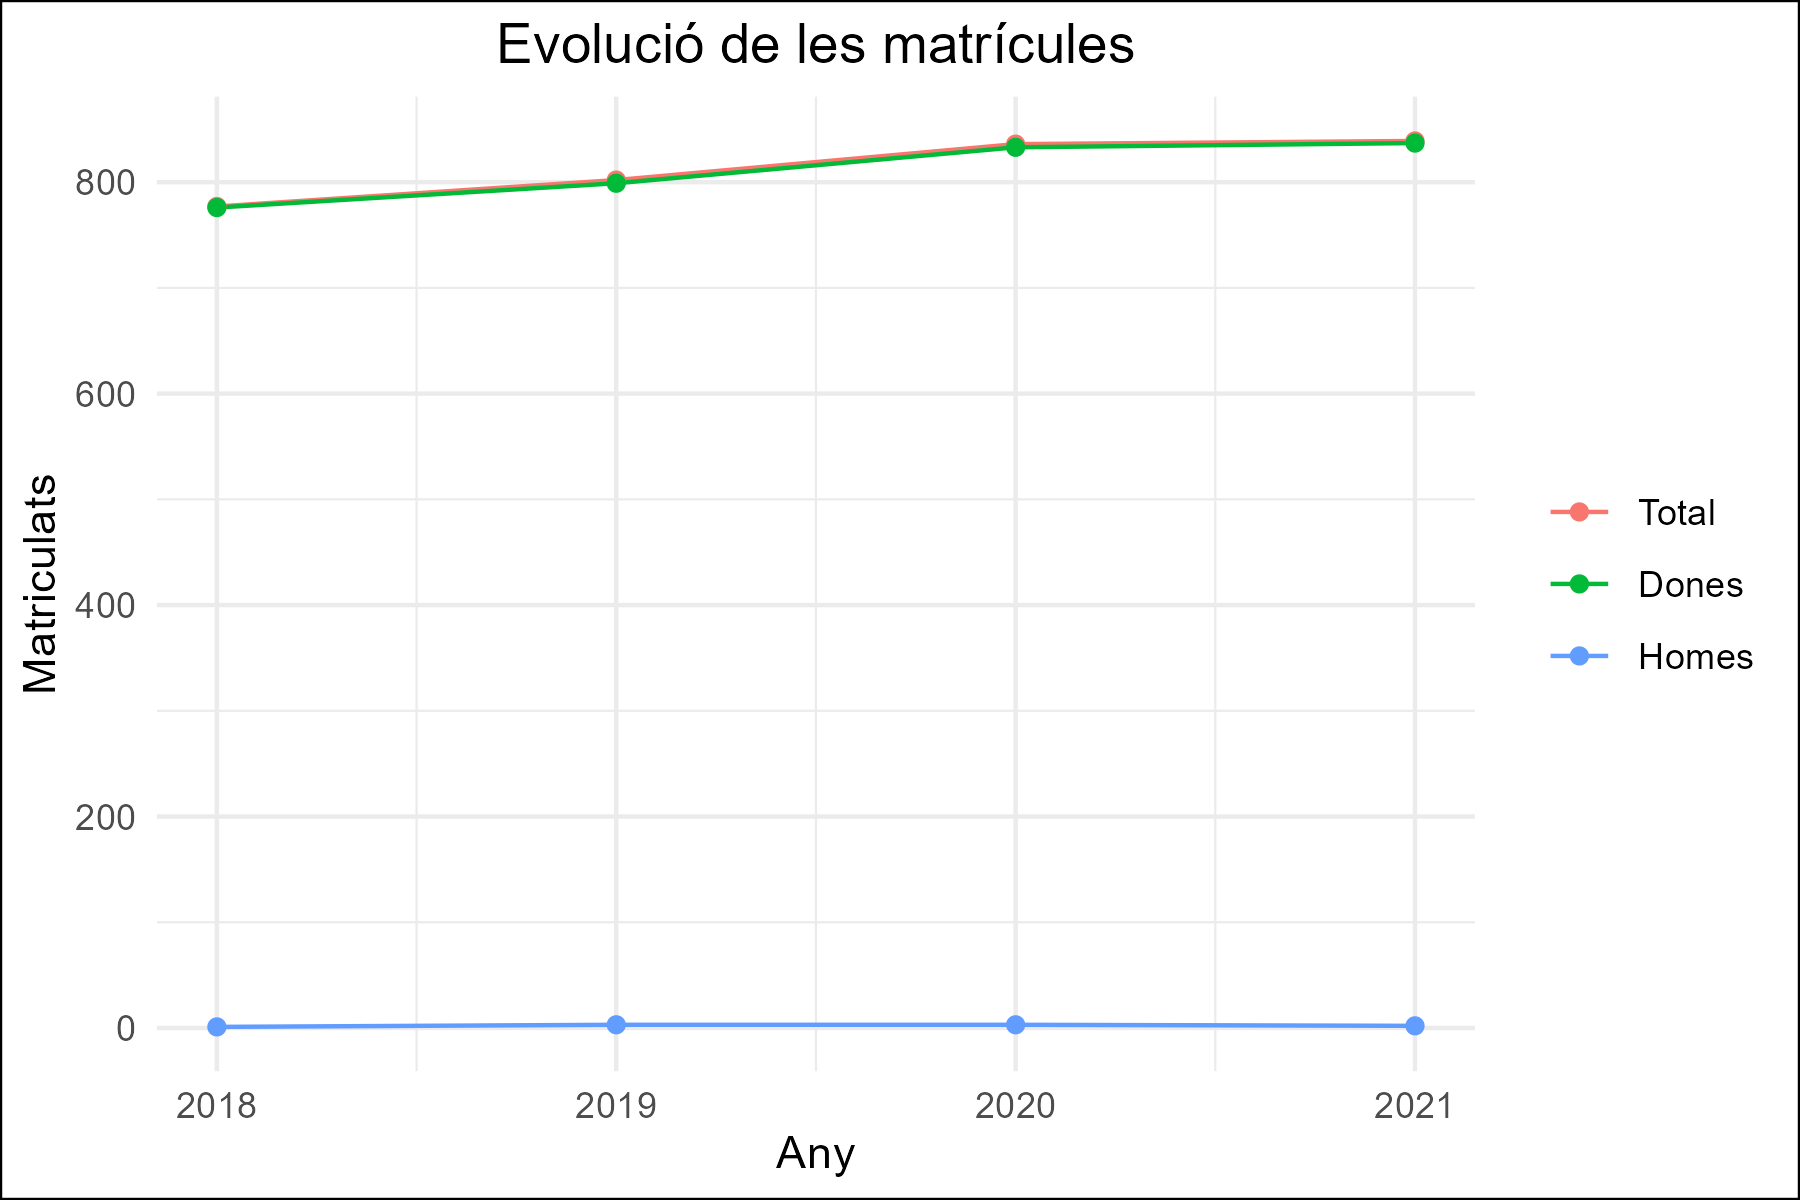 Evolució de les matrícules
Matriculats
800
600
400
200
0
2018
2019
2020
2021
Any
Total
Dones
Homes